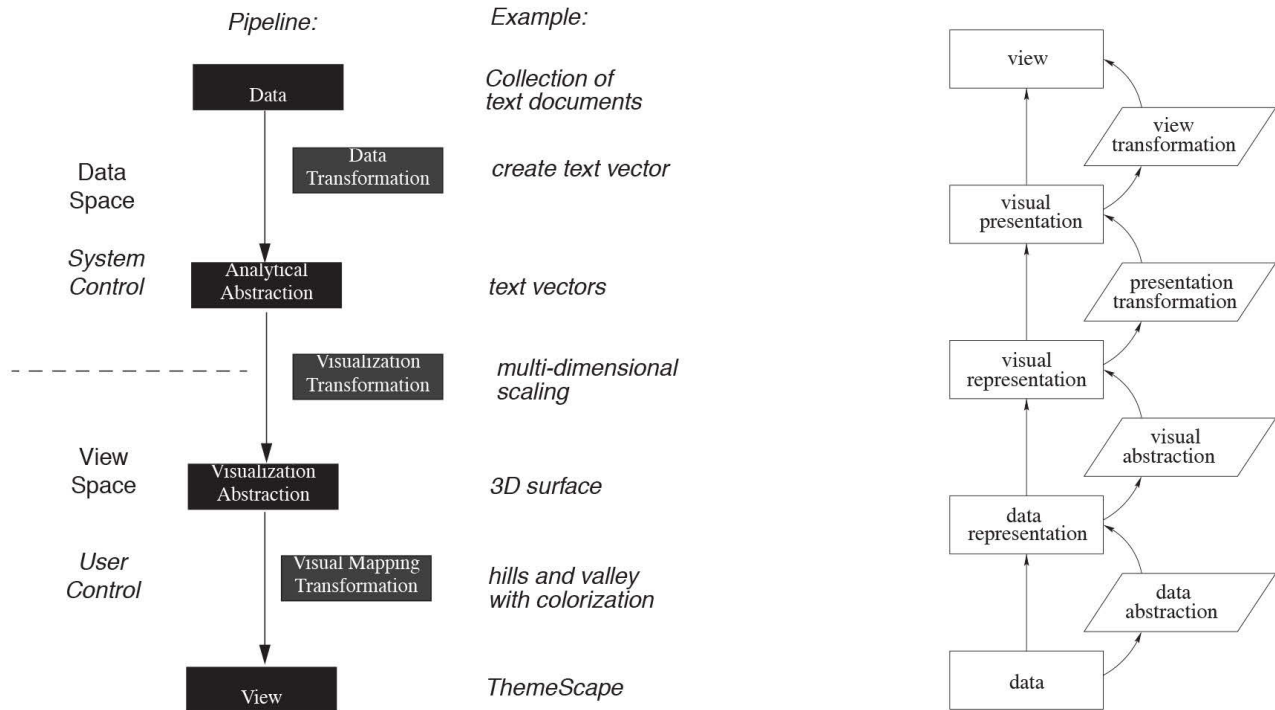 Pipeline:
Example:
Data
Collection of
text documents
Data
Transformation
create text vector
Data
Space
System
Control
Analytical
Abstraction
text vectors
Visualization
Transformation
multi-dimensional
scaling
View
Space
Visualization
Abstraction
3D surface
User
Control
Visual Mapping
Transformation
hills and valley
with colorization
View
ThemeScape
view
view
transformation
visual
presentation
presentation
transformation
visual
representation
visual
abstraction
data
representation
data
abstraction
data